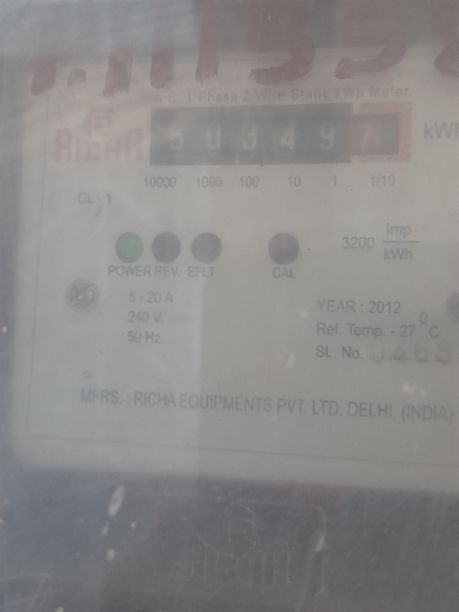 A.C. 1 Phase 2 Wire Static kWh Meter.
RICHA
5 0 3 4 9 7 kWh
10000 1000 100 10 1 1/10
CL - 1
3200 Imp
kWh
POWER REV. EFLT CAL
5 - 20 A
240 V.
50 Hz.
YEAR : 2012
Ref. Temp. - 27 0 C
SL. No.
MFRS. : RICHA EQUIPMENTS PVT. LTD. DELHI, (INDIA)